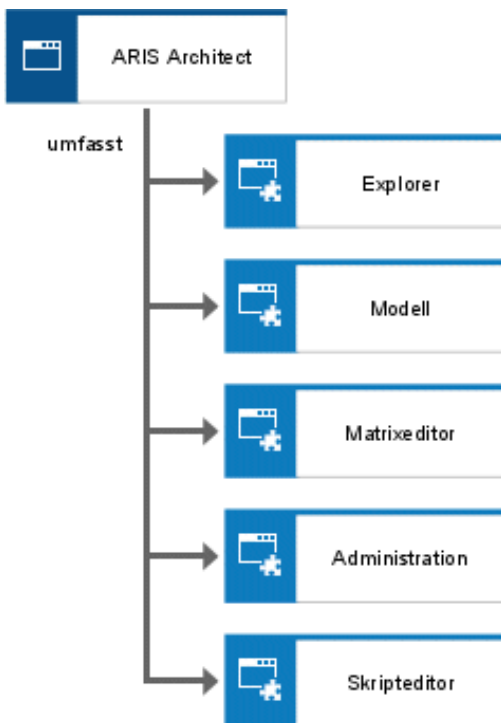 ARIS Architect
umfasst
Explorer
Modell
Matrixeditor
Administration
Skripteditor